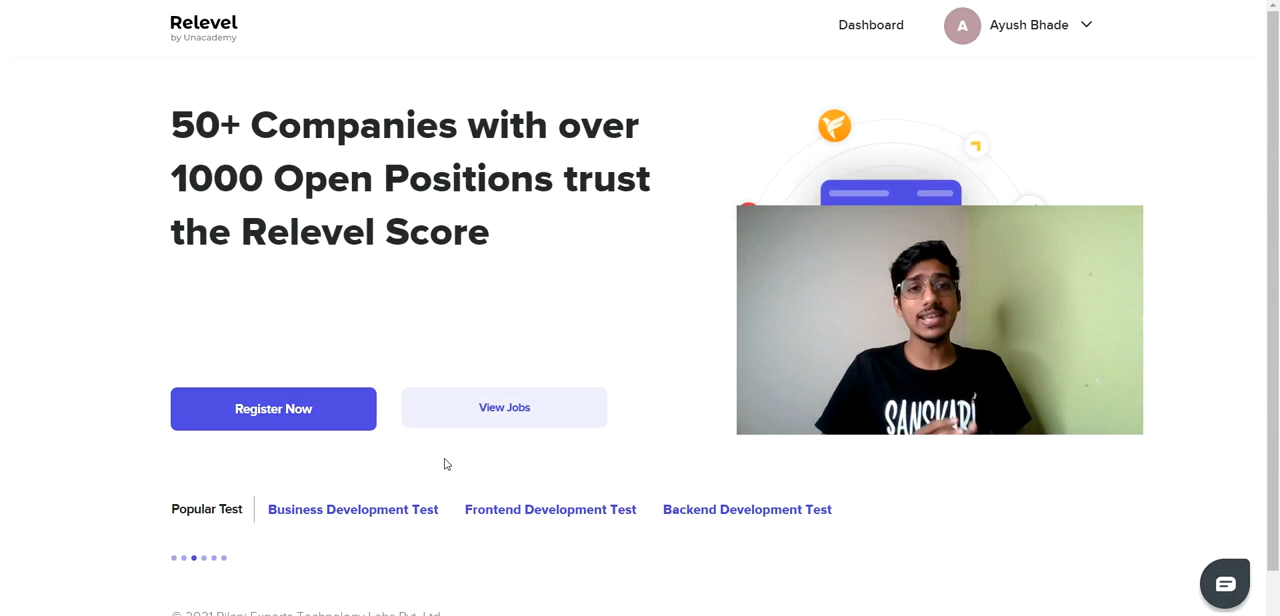 Relevel
by Unacademy
Dashboard
A
Ayush Bhade
50+ Companies with over
1000 Open Positions trust
the Relevel Score
SANSKARI
Register Now
View Jobs
Popular Test
Business Development Test
Frontend Development Test
Backend Development Test